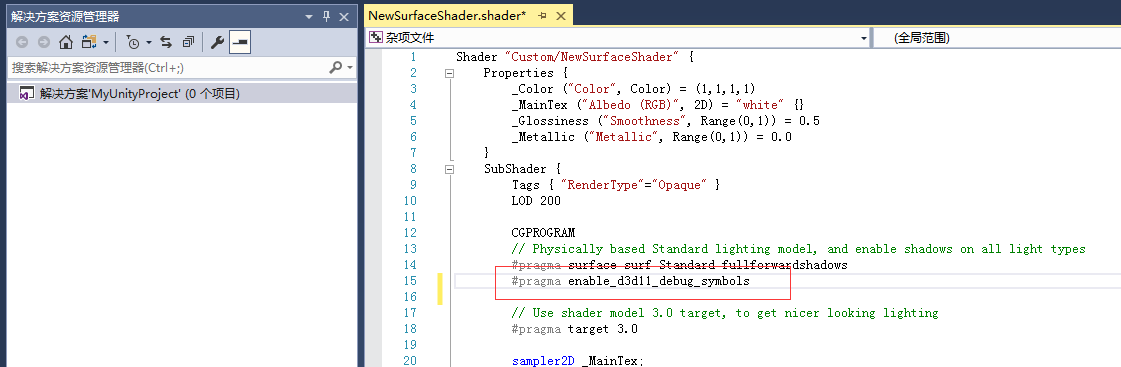 解决方案资源管理器
搜索解决方案资源管理器(Ctrl+;)
解决方案'MyUnityProject' (0 个项目)
NewSurfaceShader.shader*
杂项文件
(全局范围)
1 Shader "Custom/NewSurfaceShader" {
2 Properties {
3 _Color ("Color", Color) = (1,1,1,1)
4 _MainTex ("Albedo (RGB)", 2D) = "white" {}
5 _Glossiness ("Smoothness", Range(0,1)) = 0.5
6 _Metallic ("Metallic", Range(0,1)) = 0.0
7 }
8 SubShader {
9 Tags { "RenderType"="Opaque" }
10 LOD 200
11
12 CGPROGRAM
13 // Physically based Standard lighting model, and enable shadows on all light types
14 #pragma surface surf Standard fullforwardshadows
15 #pragma enable_d3d11_debug_symbols
16
17 // Use shader model 3.0 target, to get nicer looking lighting
18 #pragma target 3.0
19
20 sampler2D _MainTex;